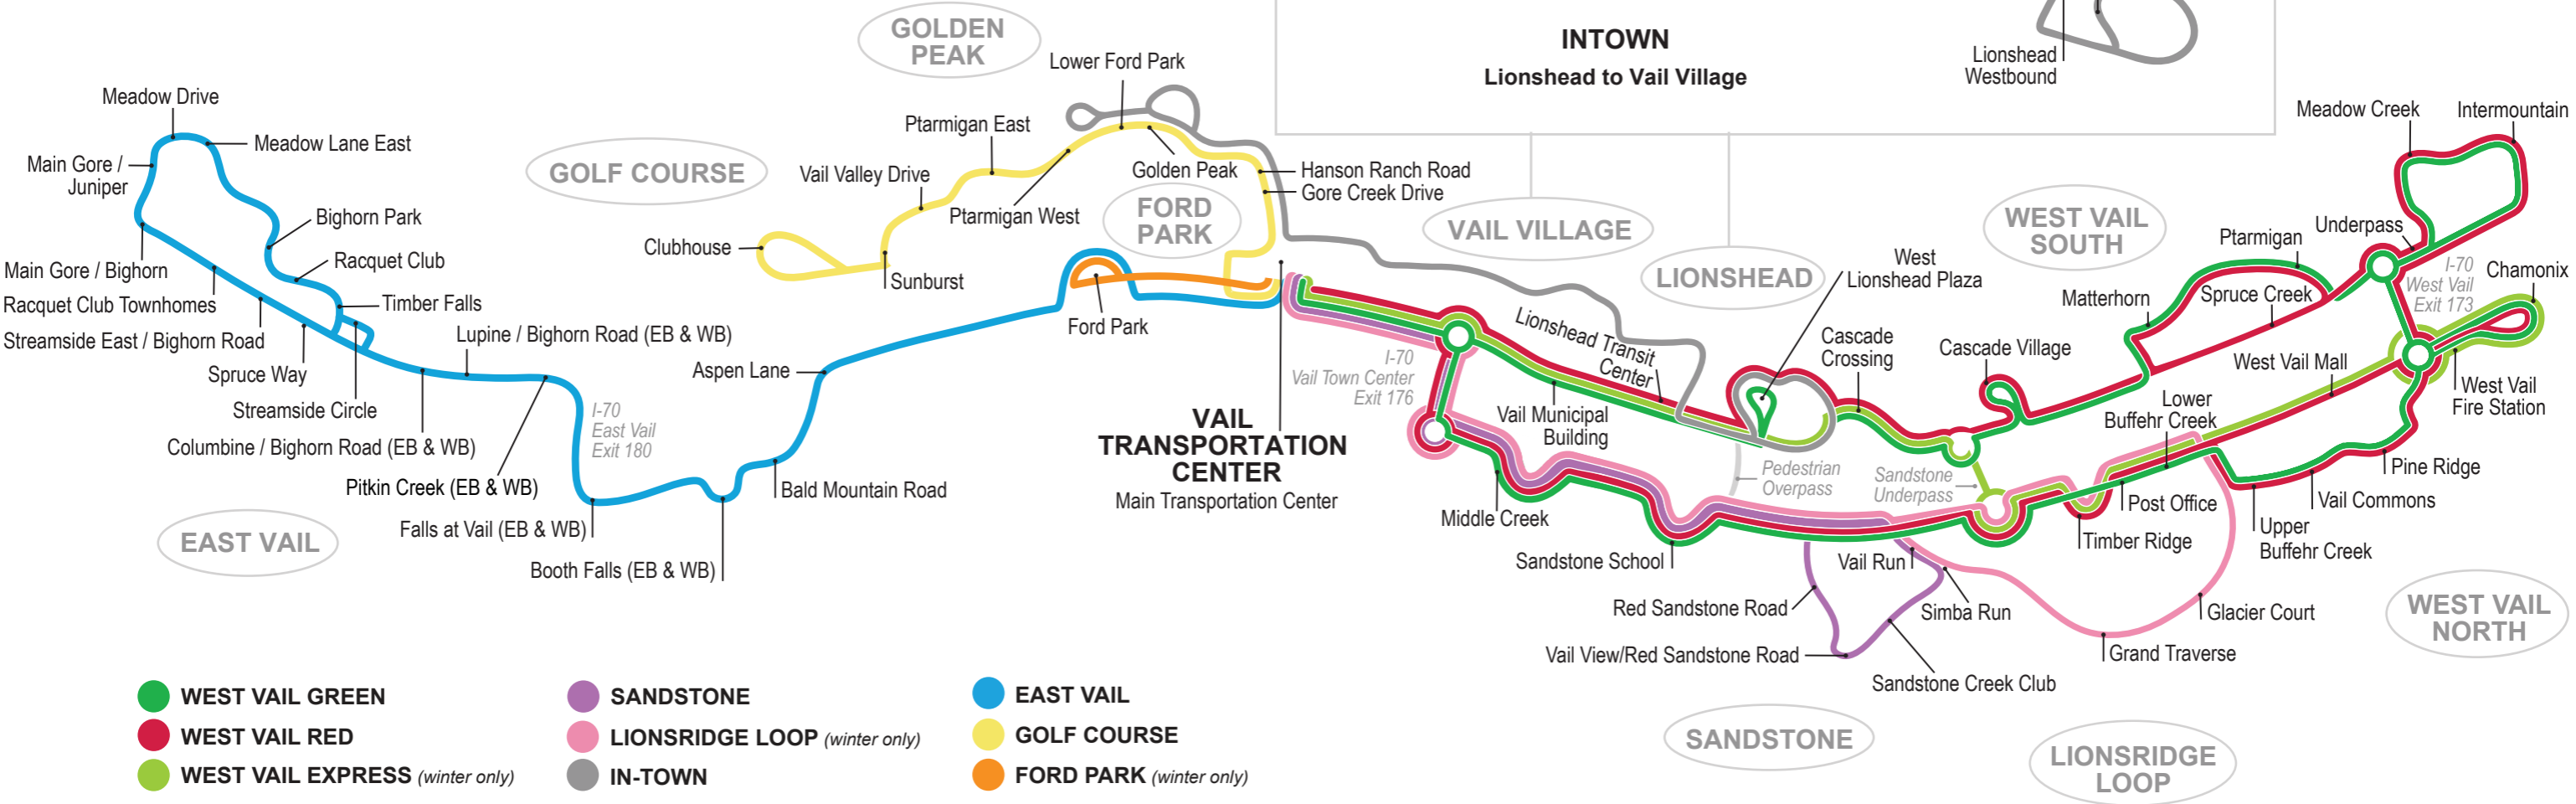 GOLDEN
PEAK
INTOWN
Lionshead to Vail Village
Lionshead
Westbound
Lower Ford Park
Meadow Drive
Meadow Lane East
Main Gore /
Juniper
Ptarmigan East
GOLF COURSE
Vail Valley Drive
Golden Peak
Hanson Ranch Road
Gore Creek Drive
Ptarmigan West
FORD
PARK
VAIL VILLAGE
LIONSHEAD
West
Lionshead Plaza
WEST VAIL
SOUTH
Meadow Creek
Intermountain
Underpass
Ptarmigan
I-70
West Vail
Exit 173
Chamonix
Matterhorn
Spruce Creek
Bighorn Park
Racquet Club
Clubhouse
Sunburst
Main Gore / Bighorn
Racquet Club Townhomes
Timber Falls
Streamside East / Bighorn Road
Lupine / Bighorn Road (EB & WB)
Ford Park
Spruce Way
Streamside Circle
Aspen Lane
I-70
Vail Town Center
Exit 176
Lionshead Transit
Center
Cascade
Crossing
Cascade Village
West Vail Mall
West Vail
Fire Station
Lower
Buffehr Creek
Columbine / Bighorn Road (EB & WB)
I-70
East Vail
Exit 180
VAIL
TRANSPORTATION
CENTER
Main Transportation Center
Vail Municipal
Building
Pedestrian
Overpass
Sandstone
Underpass
Pine Ridge
Vail Commons
Post Office
Upper
Buffehr Creek
Pitkin Creek (EB & WB)
Bald Mountain Road
Middle Creek
Timber Ridge
EAST VAIL
Falls at Vail (EB & WB)
Booth Falls (EB & WB)
Sandstone School
Vail Run
Red Sandstone Road
Simba Run
Glacier Court
WEST VAIL
NORTH
Vail View/Red Sandstone Road
Grand Traverse
Sandstone Creek Club
SANDSTONE
LIONSRIDGE
LOOP
WEST VAIL GREEN
WEST VAIL RED
WEST VAIL EXPRESS (winter only)
SANDSTONE
LIONSRIDGE LOOP (winter only)
IN-TOWN
EAST VAIL
GOLF COURSE
FORD PARK (winter only)